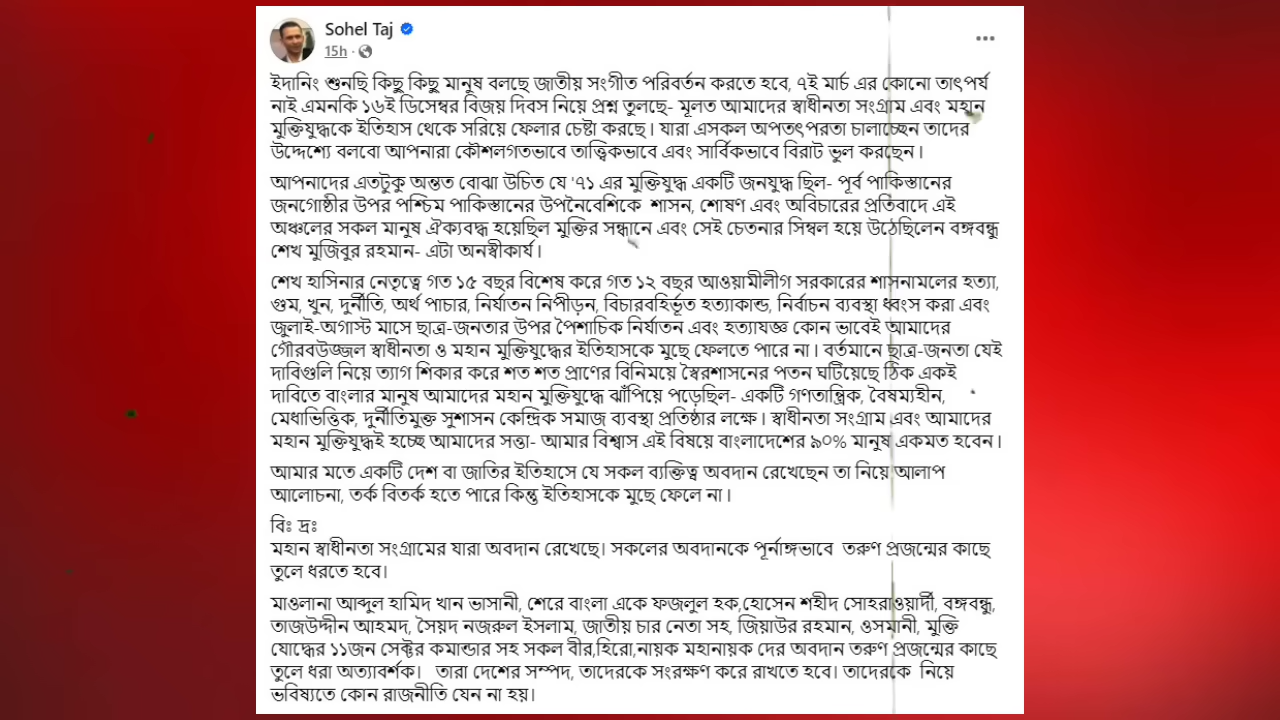 Sohel Taj
15h ·
ইদানিং শুনছি কিছু কিছু মানুষ বলছে জাতীয় সংগীত পরিবর্তন করতে হবে, ৭ই মার্চ এর কোনো তাৎপর্য
নাই এমনকি ১৬ই ডিসেম্বর বিজয় দিবস নিয়ে প্রশ্ন তুলছে- মূলত আমাদের স্বাধীনতা সংগ্রাম এবং মহান
মুক্তিযুদ্ধকে ইতিহাস থেকে সরিয়ে ফেলার চেষ্টা করছে। যারা এসকল অপতৎপরতা চালাচ্ছেন তাদের
উদ্দেশ্যে বলবো আপনারা কৌশলগতভাবে তাত্ত্বিকভাবে এবং সার্বিকভাবে বিরাট ভুল করছেন।
আপনাদের এতটুকু অন্তত বোঝা উচিত যে '৭১ এর মুক্তিযুদ্ধ একটি জনযুদ্ধ ছিল- পূর্ব পাকিস্তানের
জনগোষ্ঠীর উপর পশ্চিম পাকিস্তানের উপনৈবেশিকে শাসন, শোষণ এবং অবিচারের প্রতিবাদে এই
অঞ্চলের সকল মানুষ ঐক্যবদ্ধ হয়েছিল মুক্তির সন্ধানে এবং সেই চেতনার সিম্বল হয়ে উঠেছিলেন বঙ্গবন্ধু
শেখ মুজিবুর রহমান- এটা অনস্বীকার্য।
শেখ হাসিনার নেতৃত্বে গত ১৫ বছর বিশেষ করে গত ১২ বছর আওয়ামীলীগ সরকারের শাসনামলের হত্যা,
গুম, খুন, দুর্নীতি, অর্থ পাচার, নির্যাতন নিপীড়ন, বিচারবহির্ভূত হত্যাকান্ড, নির্বাচন ব্যবস্থা ধ্বংস করা এবং
জুলাই-অগাস্ট মাসে ছাত্র-জনতার উপর পৈশাচিক নির্যাতন এবং হত্যাযজ্ঞ কোন ভাবেই আমাদের
গৌরবউজ্জল স্বাধীনতা ও মহান মুক্তিযুদ্ধের ইতিহাসকে মুছে ফেলতে পারে না। বর্তমানে ছাত্র-জনতা যেই
দাবিগুলি নিয়ে ত্যাগ শিকার করে শত শত প্রাণের বিনিময়ে স্বৈরশাসনের পতন ঘটিয়েছে ঠিক একই
দাবিতে বাংলার মানুষ আমাদের মহান মুক্তিযুদ্ধে ঝাঁপিয়ে পড়েছিল- একটি গণতান্ত্রিক, বৈষম্যহীন,
মেধাভিত্তিক, দুর্নীতিমুক্ত সুশাসন কেন্দ্রিক সমাজ ব্যবস্থা প্রতিষ্ঠার লক্ষে। স্বাধীনতা সংগ্রাম এবং আমাদের
মহান মুক্তিযুদ্ধই হচ্ছে আমাদের সত্তা- আমার বিশ্বাস এই বিষয়ে বাংলাদেশের ৯০% মানুষ একমত হবেন।
আমার মতে একটি দেশ বা জাতির ইতিহাসে যে সকল ব্যক্তিত্ব অবদান রেখেছেন তা নিয়ে আলাপ
আলোচনা, তর্ক বিতর্ক হতে পারে কিন্তু ইতিহাসকে মুছে ফেলে না।
বিঃ দ্রঃ
মহান স্বাধীনতা সংগ্রামের যারা অবদান রেখেছে। সকলের অবদানকে পূর্নাঙ্গভাবে তরুণ প্রজন্মের কাছে
তুলে ধরতে হবে।
মাওলানা আব্দুল হামিদ খান ভাসানী, শেরে বাংলা একে ফজলুল হক,হোসেন শহীদ সোহরাওয়ার্দী, বঙ্গবন্ধু,
তাজউদ্দীন আহমদ, সৈয়দ নজরুল ইসলাম, জাতীয় চার নেতা সহ, জিয়াউর রহমান, ওসমানী, মুক্তি
যোদ্ধের ১১জন সেক্টর কমান্ডার সহ সকল বীর,হিরো,নায়ক মহানায়ক দের অবদান তরুণ প্রজন্মের কাছে
তুলে ধরা অত্যাবর্শক। তারা দেশের সম্পদ, তাদেরকে সংরক্ষণ করে রাখতে হবে। তাদেরকে নিয়ে
ভবিষ্যতে কোন রাজনীতি যেন না হয়।